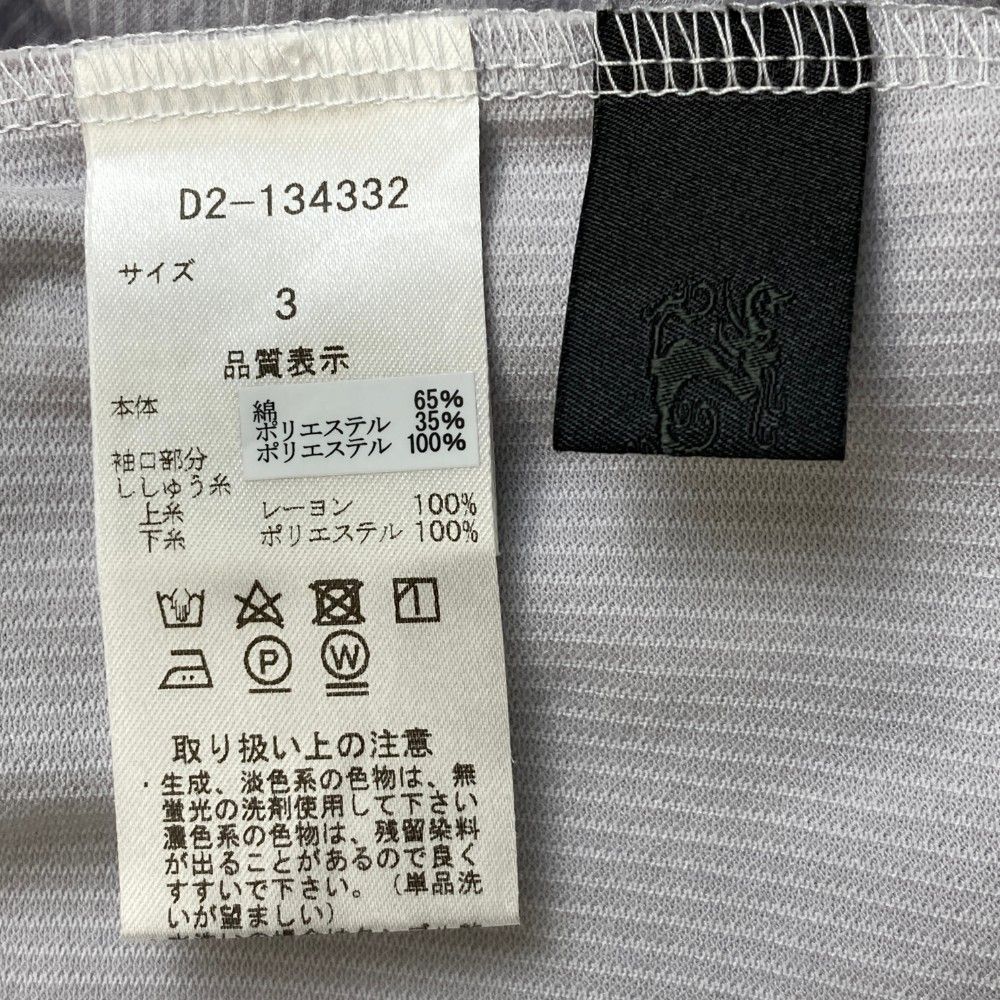 D2-134332
サイズ
3
品質表示
本体 綿 65%
ポリエステル 35%
ポリエステル 100%
袖口部分
ししゅう糸
上糸 レーヨン 100%
下糸 ポリエステル 100%
P W
取り扱い上の注意
・生成、淡色系の色物は、無
蛍光の洗剤使用して下さい
濃色系の色物は、残留染料
が出ることがあるので良く
すすいで下さい。（単品洗
いが望ましい）